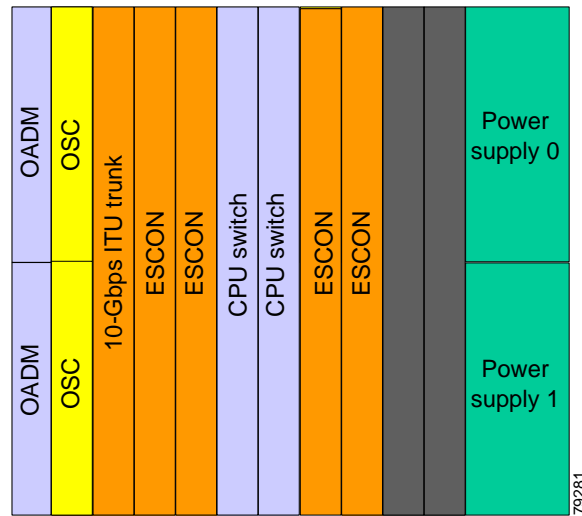 OADM
OSC
10-Gbps ITU trunk
ESCON
ESCON
CPU switch
CPU switch
ESCON
ESCON
Power
supply 0
OADM
OSC
Power
supply 1
79281